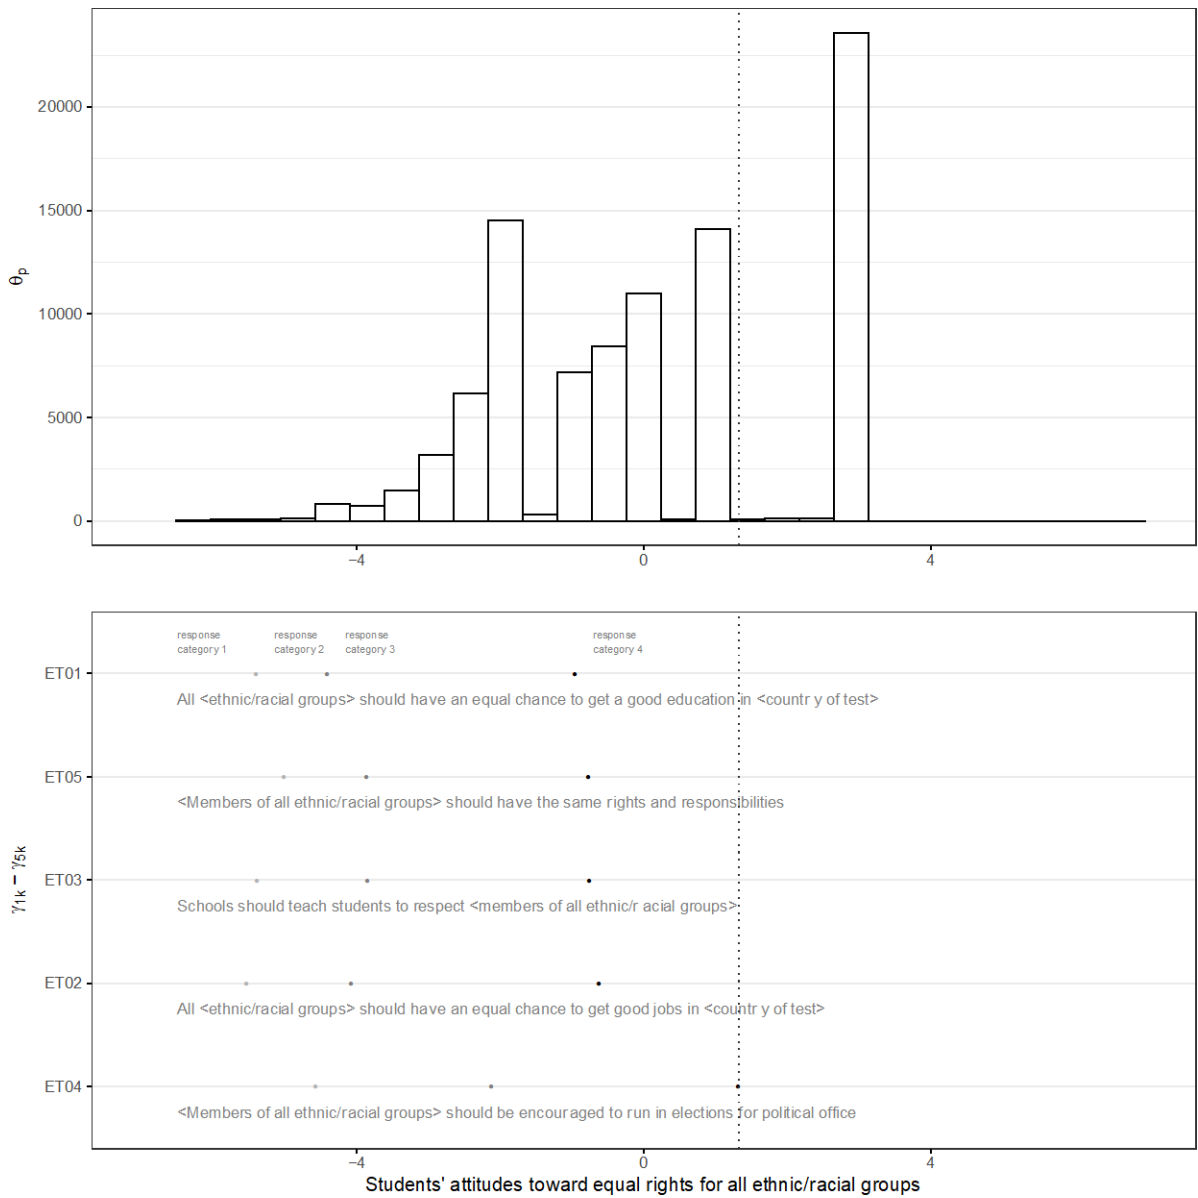 20000
15000
10000
5000
0
θp
−4
0
4
response
category 1
response
category 2
response
category 3
response
category 4
ET01
All <ethnic/racial groups> should have an equal chance to get a good education in <countr y of test>
ET05
<Members of all ethnic/racial groups> should have the same rights and responsibilities
ET03
Schools should teach students to respect <members of all ethnic/r acial groups>
ET02
All <ethnic/racial groups> should have an equal chance to get good jobs in <countr y of test>
ET04
<Members of all ethnic/racial groups> should be encouraged to run in elections for political office
γ1k − γ5k
−4
0
4
Students' attitudes toward equal rights for all ethnic/racial groups